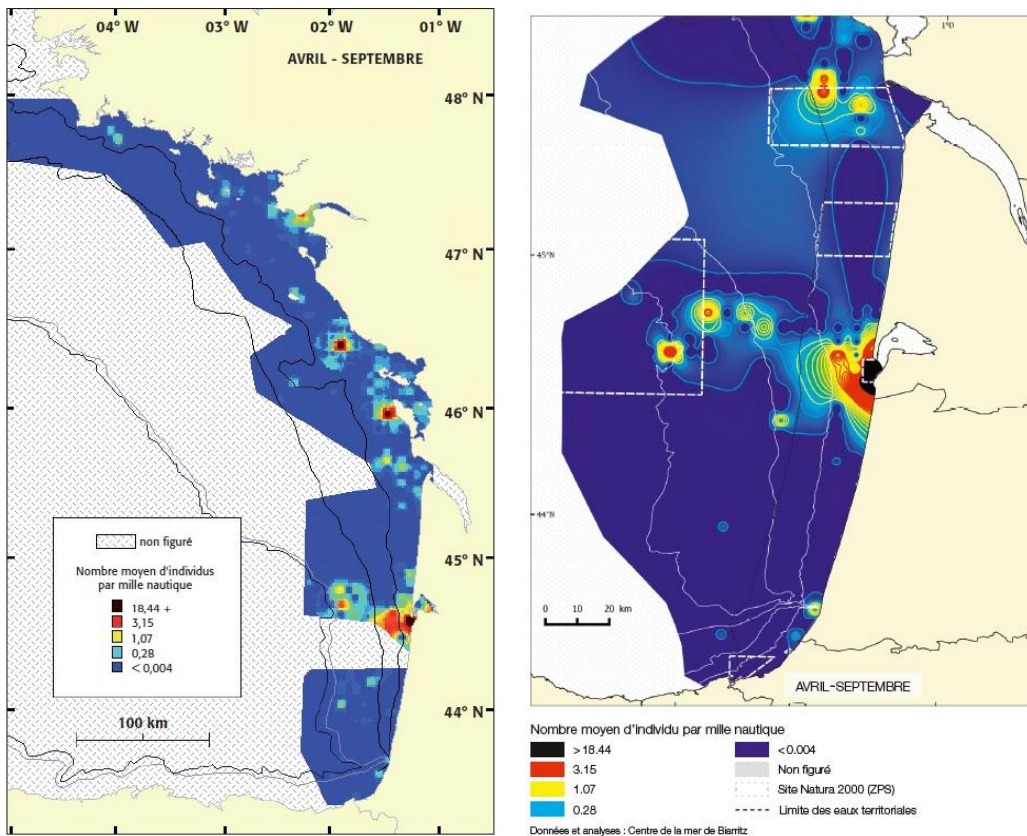 04° W
02° W
01° W
AVRIL - SEPTEMBRE
48° N
47° N
46° N
45° N
44° N
non figuré
Nombre moyen d'individus
par mille nautique
18,44 +
3,15
1,07
0,28
< 0,004
100 km
1°O
45°N
44°N
0 10 20 km
AVRIL-SEPTEMBRE
Nombre moyen d'individu par mille nautique
>18.44
3.15
1.07
0.28
<0.004
Non figuré
Site Natura 2000 (ZPS)
Limite des eaux territoriales
Données et analyses : Centre de la mer de Biarritz